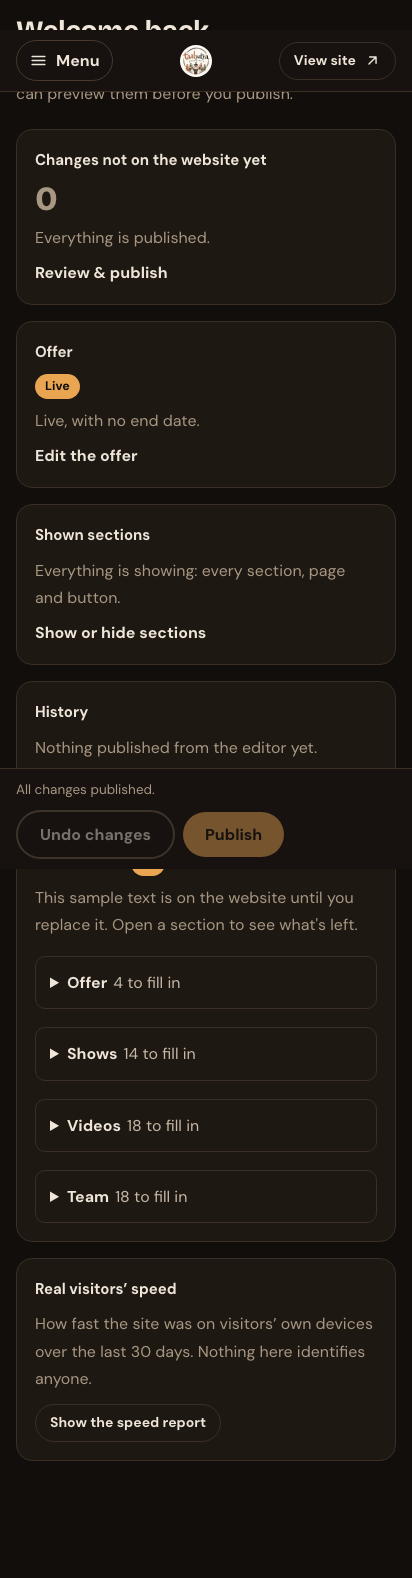 Welcome back
Menu
View site
can preview them before you publish.
Changes not on the website yet
0
Everything is published.
Review & publish
Offer
Live
Live, with no end date.
Edit the offer
Shown sections
Everything is showing: every section, page
and button.
Show or hide sections
History
Nothing published from the editor yet.
All changes published.
Undo changes
Publish
This sample text is on the website until you
replace it. Open a section to see what's left.
Offer 4 to fill in
Shows 14 to fill in
Videos 18 to fill in
Team 18 to fill in
Real visitors’ speed
How fast the site was on visitors’ own devices
over the last 30 days. Nothing here identifies
anyone.
Show the speed report